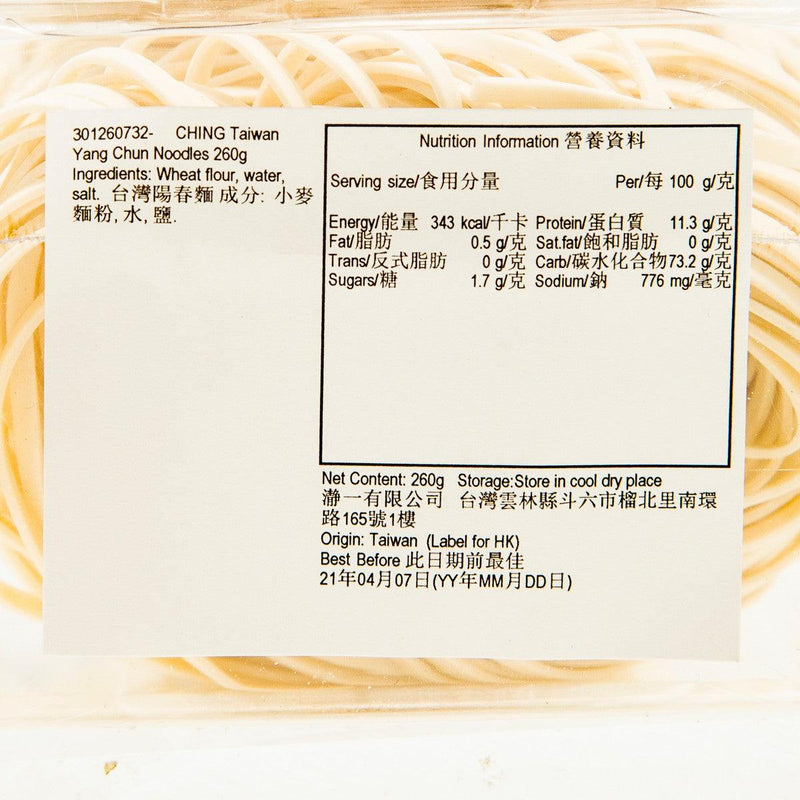 301260732- CHING Taiwan
Yang Chun Noodles 260g
Ingredients: Wheat flour, water,
salt. 台灣陽春麵 成分: 小麥
麵粉, 水, 鹽.
Nutrition Information 營養資料
Serving size/食用分量 Per/每 100 g/克
Energy/能量 343 kcal/千卡 Protein/蛋白質 11.3 g/克
Fat/脂肪 0.5 g/克 Sat.fat/飽和脂肪 0 g/克
Trans/反式脂肪 0 g/克 Carb/碳水化合物 73.2 g/克
Sugars/糖 1.7 g/克 Sodium/鈉 776 mg/毫克
Net Content: 260g Storage:Store in cool dry place
瀞一有限公司 台灣雲林縣斗六市榴北里南環
路165號1樓
Origin: Taiwan (Label for HK)
Best Before 此日期前最佳
21年04月07日(YY年MM月DD日)